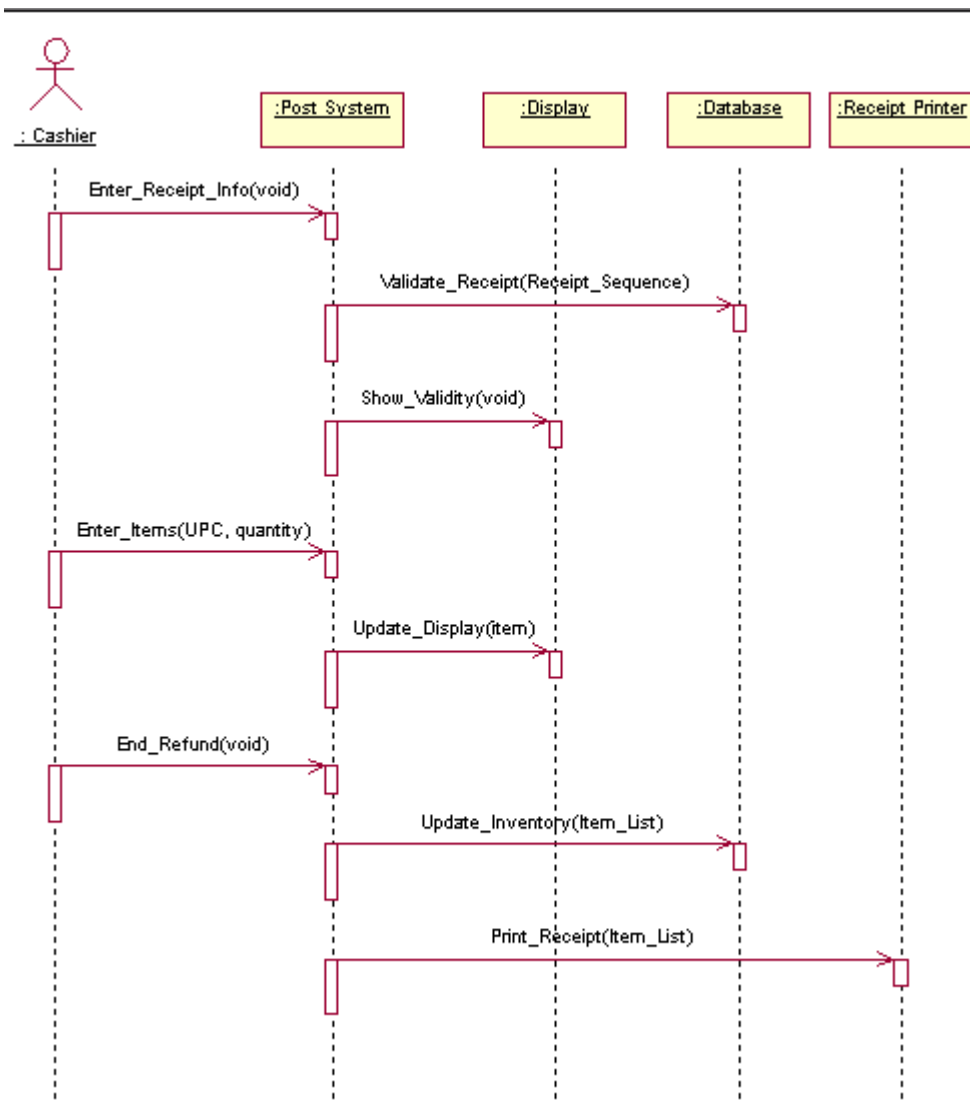 : Cashier
:Post System
:Display
:Database
:Receipt Printer
Enter_Receipt_Info(void)
Validate_Receipt(Receipt_Sequence)
Show_Validity(void)
Enter_Items(UPC, quantity)
Update_Display(item)
End_Refund(void)
Update_Inventory(Item_List)
Print_Receipt(Item_List)